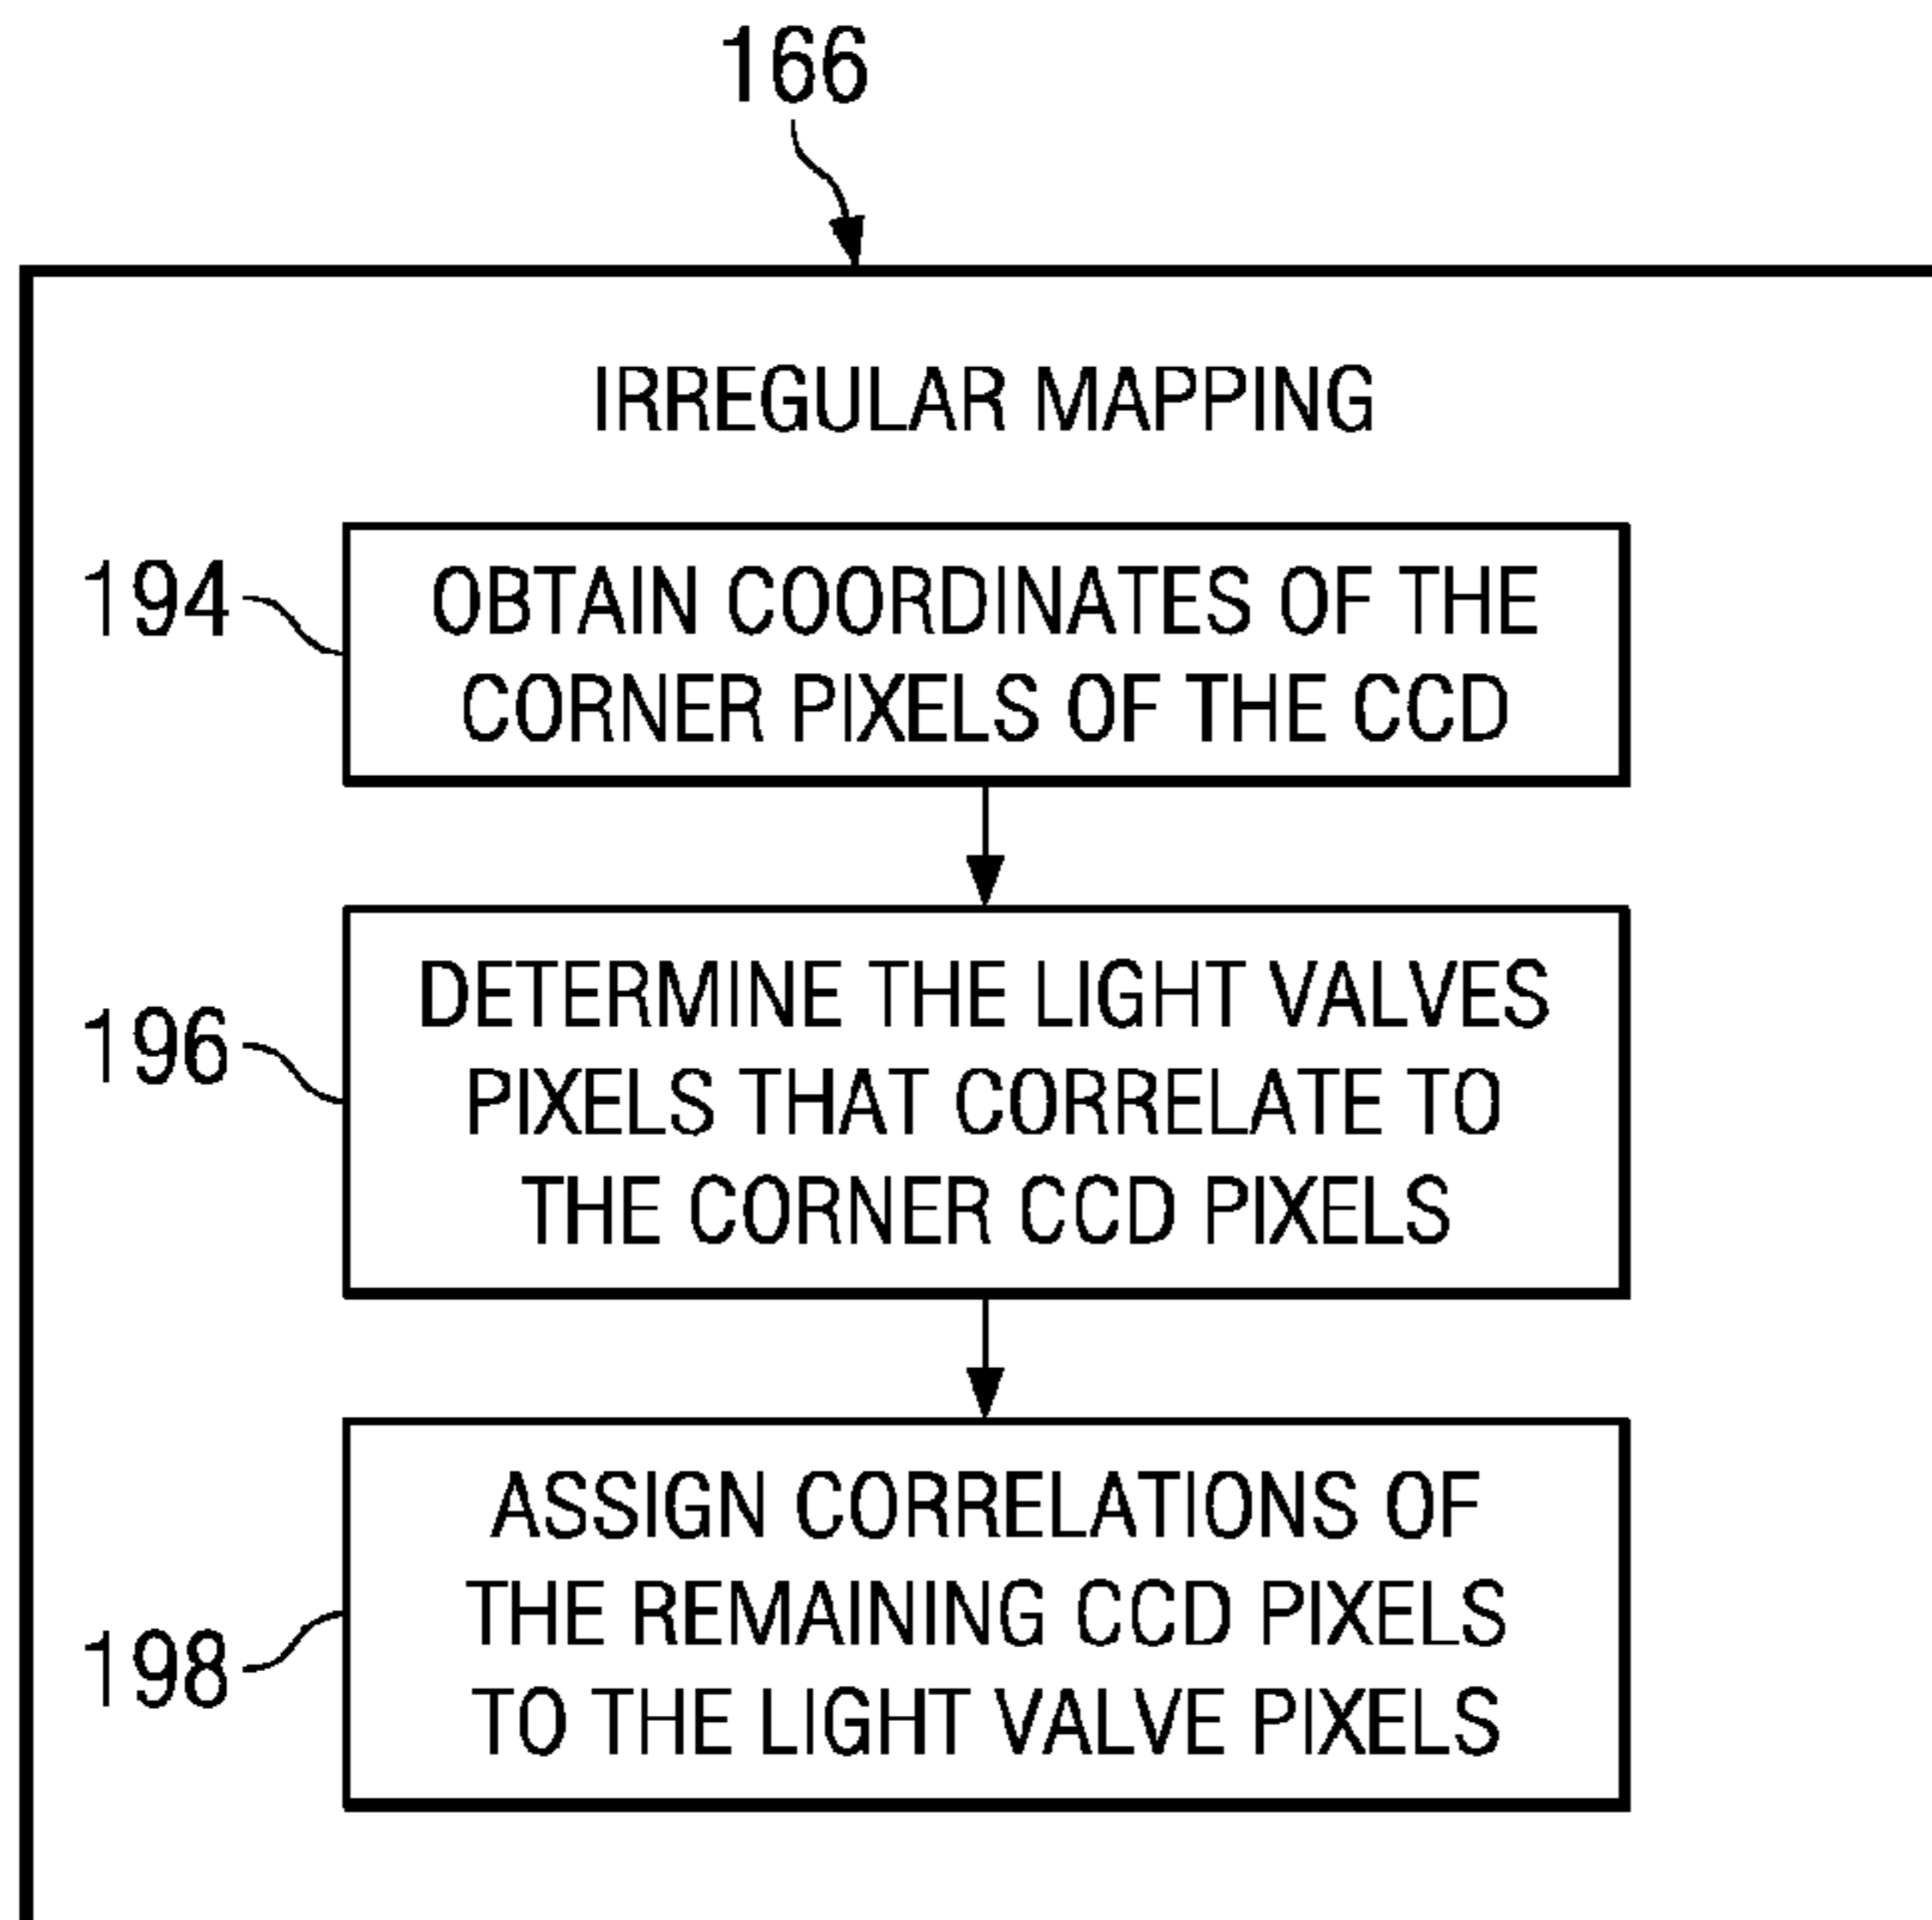 166
IRREGULAR MAPPING
194
OBTAIN COORDINATES OF THE
CORNER PIXELS OF THE CCD
196
DETERMINE THE LIGHT VALVES
PIXELS THAT CORRELATE TO
THE CORNER CCD PIXELS
198
ASSIGN CORRELATIONS OF
THE REMAINING CCD PIXELS
TO THE LIGHT VALVE PIXELS